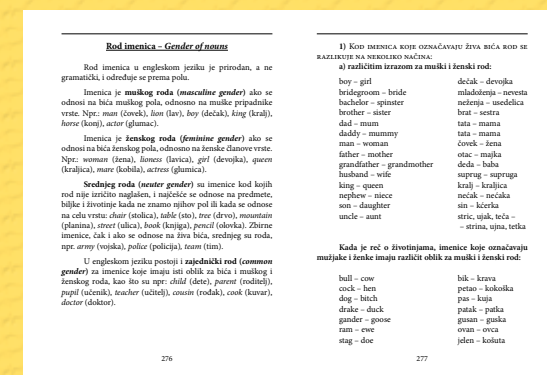 Rod imenica – Gender of nouns
Rod imenica u engleskom jeziku je prirodan, a ne
gramatički, i određuje se prema polu.
Imenica je muškog roda (masculine gender) ako se
odnosi na bića muškog pola, odnosno na muške pripadnike
vrste. Npr.: man (čovek), lion (lav), boy (dečak), king (kralj),
horse (konj), actor (glumac).
Imenica je ženskog roda (feminine gender) ako se
odnosi na bića ženskog pola, odnosno na ženske članove vrste.
Npr.: woman (žena), lioness (lavica), girl (devojka), queen
(kraljica), mare (kobila), actress (glumica).
Srednjeg roda (neuter gender) su imenice kod kojih
rod nije izričito naglašen, i najčešće se odnose na predmete,
biljke i životinje kada ne znamo njihov pol ili kada se odnose
na celu vrstu: chair (stolica), table (sto), tree (drvo), mountain
(planina), street (ulica), book (knjiga), pencil (olovka). Zbirne
imenice, čak i ako se odnose na živa bića, srednjeg su roda,
npr. army (vojska), police (policija), team (tim).
U engleskom jeziku postoji i zajednički rod (common
gender) za imenice koje imaju isti oblik za bića i muškog i
ženskog roda, kao što su npr: child (dete), parent (roditelj),
pupil (učenik), teacher (učitelj), cousin (rođak), cook (kuvar),
doctor (doktor).
276
1) Kod imenica koje označavaju živa bića rod se
razlikuje na nekoliko načina:
a) različitim izrazom za muški i ženski rod:
boy – girl dečak – devojka
bridegroom – bride mladoženja – nevesta
bachelor – spinster neženja – usedelica
brother – sister brat – sestra
dad – mum tata – mama
daddy – mummy tata – mama
man – woman čovek – žena
father – mother otac – majka
grandfather – grandmother deda – baba
husband – wife suprug – supruga
king – queen kralj – kraljica
nephew – niece nećak – nećaka
son – daughter sin – kćerka
uncle – aunt stric, ujak, teča –
– strina, ujna, tetka
Kada je reč o životinjama, imenice koje označavaju
mužjake i ženke imaju različit oblik za muški i ženski rod:
bull – cow bik – krava
cock – hen petao – kokoška
dog – bitch pas – kuja
drake – duck patak – patka
gander – goose gusan – guska
ram – ewe ovan – ovca
stag – doe jelen – košuta
277